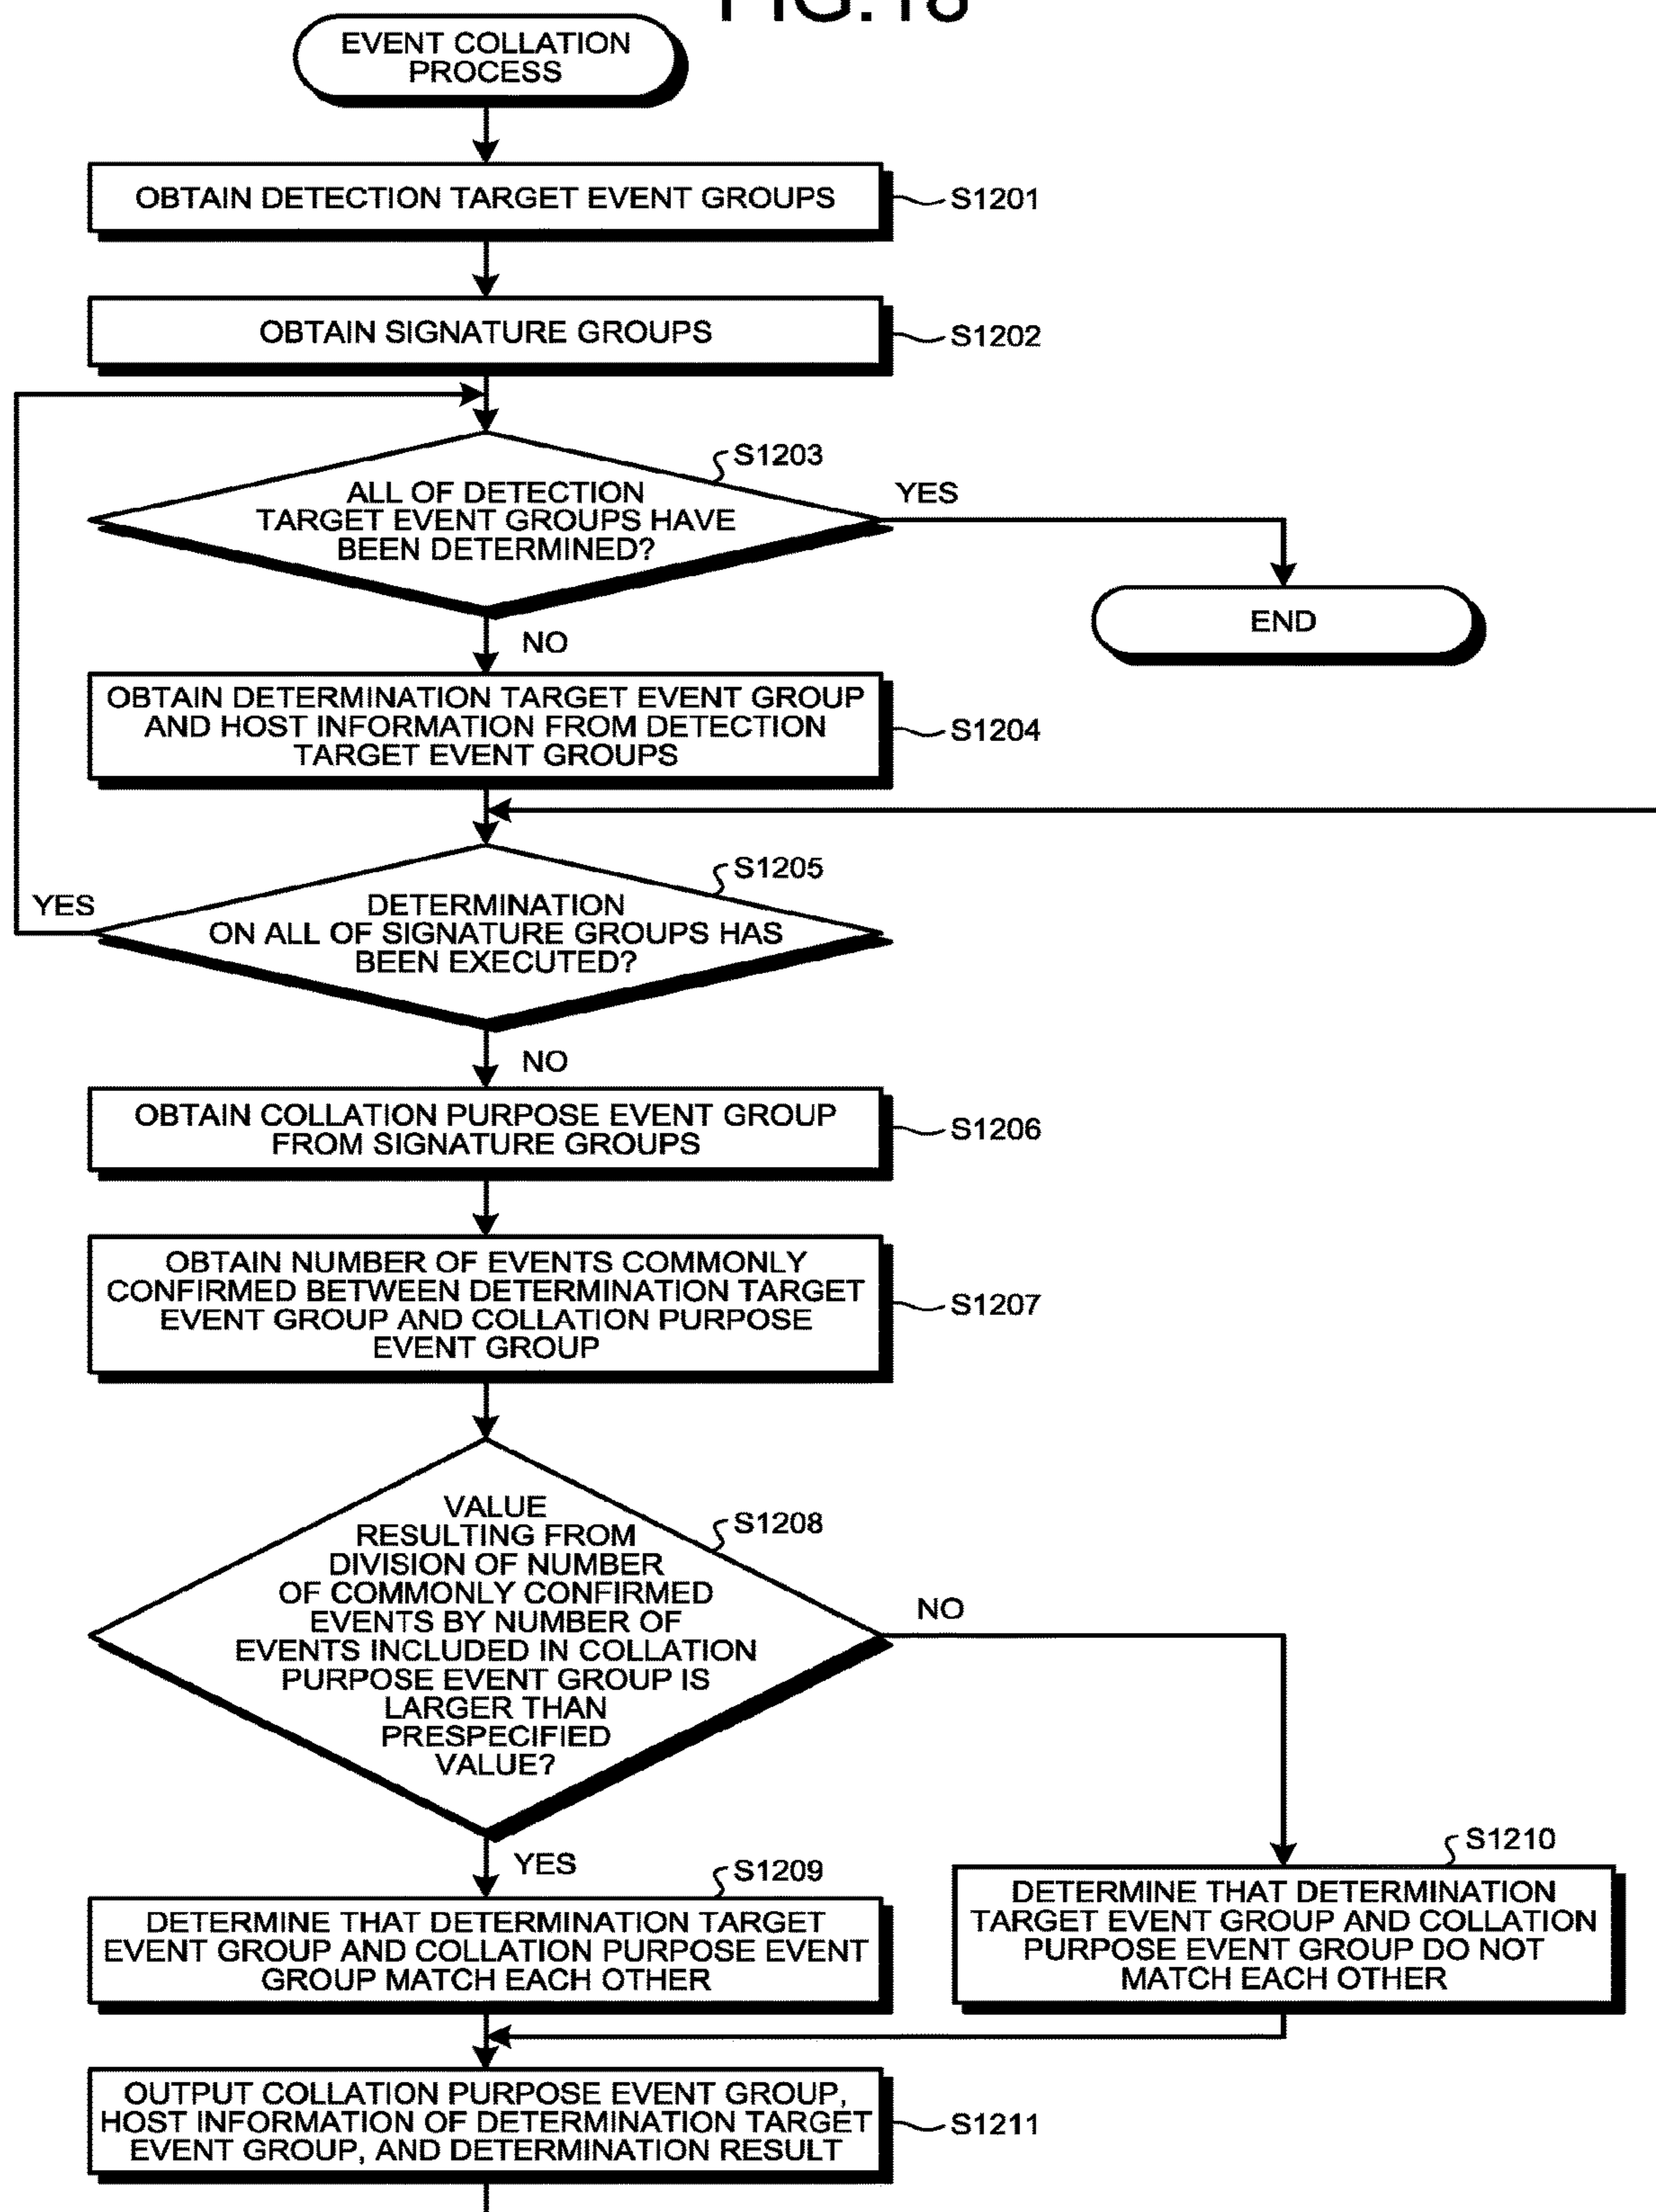 EVENT COLLATION
PROCESS
OBTAIN DETECTION TARGET EVENT GROUPS
S1201
OBTAIN SIGNATURE GROUPS
S1202
S1203
ALL OF DETECTION
TARGET EVENT GROUPS HAVE
BEEN DETERMINED?
YES
END
NO
OBTAIN DETERMINATION TARGET EVENT GROUP
AND HOST INFORMATION FROM DETECTION
TARGET EVENT GROUPS
S1204
S1205
YES
DETERMINATION
ON ALL OF SIGNATURE GROUPS HAS
BEEN EXECUTED?
NO
OBTAIN COLLATION PURPOSE EVENT GROUP
FROM SIGNATURE GROUPS
S1206
OBTAIN NUMBER OF EVENTS COMMONLY
CONFIRMED BETWEEN DETERMINATION TARGET
EVENT GROUP AND COLLATION PURPOSE
EVENT GROUP
S1207
S1208
VALUE
RESULTING FROM
DIVISION OF NUMBER
OF COMMONLY CONFIRMED
EVENTS BY NUMBER OF
EVENTS INCLUDED IN COLLATION
PURPOSE EVENT GROUP IS
LARGER THAN
PRESPECIFIED
VALUE?
NO
YES
S1209
DETERMINE THAT DETERMINATION TARGET
EVENT GROUP AND COLLATION PURPOSE EVENT
GROUP MATCH EACH OTHER
S1210
DETERMINE THAT DETERMINATION
TARGET EVENT GROUP AND COLLATION
PURPOSE EVENT GROUP DO NOT
MATCH EACH OTHER
OUTPUT COLLATION PURPOSE EVENT GROUP,
HOST INFORMATION OF DETERMINATION TARGET
EVENT GROUP, AND DETERMINATION RESULT
S1211